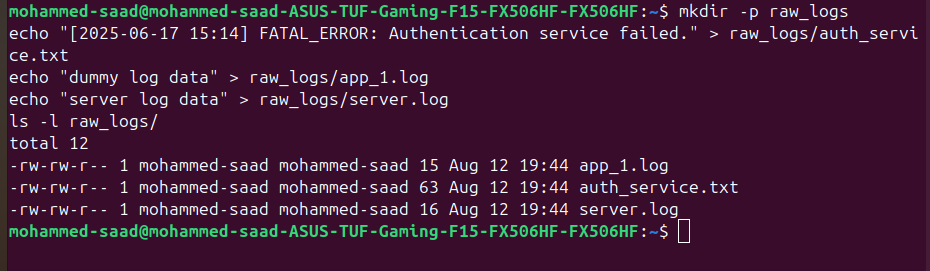 mohammed-saad@mohammed-saad-ASUS-TUF-Gaming-F15-FX506HF-FX506HF:~$ mkdir -p raw_logs
echo "[2025-06-17 15:14] FATAL_ERROR: Authentication service failed." > raw_logs/auth_servi
ce.txt
echo "dummy log data" > raw_logs/app_1.log
echo "server log data" > raw_logs/server.log
ls -l raw_logs/
total 12
-rw-rw-r-- 1 mohammed-saad mohammed-saad 15 Aug 12 19:44 app_1.log
-rw-rw-r-- 1 mohammed-saad mohammed-saad 63 Aug 12 19:44 auth_service.txt
-rw-rw-r-- 1 mohammed-saad mohammed-saad 16 Aug 12 19:44 server.log
mohammed-saad@mohammed-saad-ASUS-TUF-Gaming-F15-FX506HF-FX506HF:~$